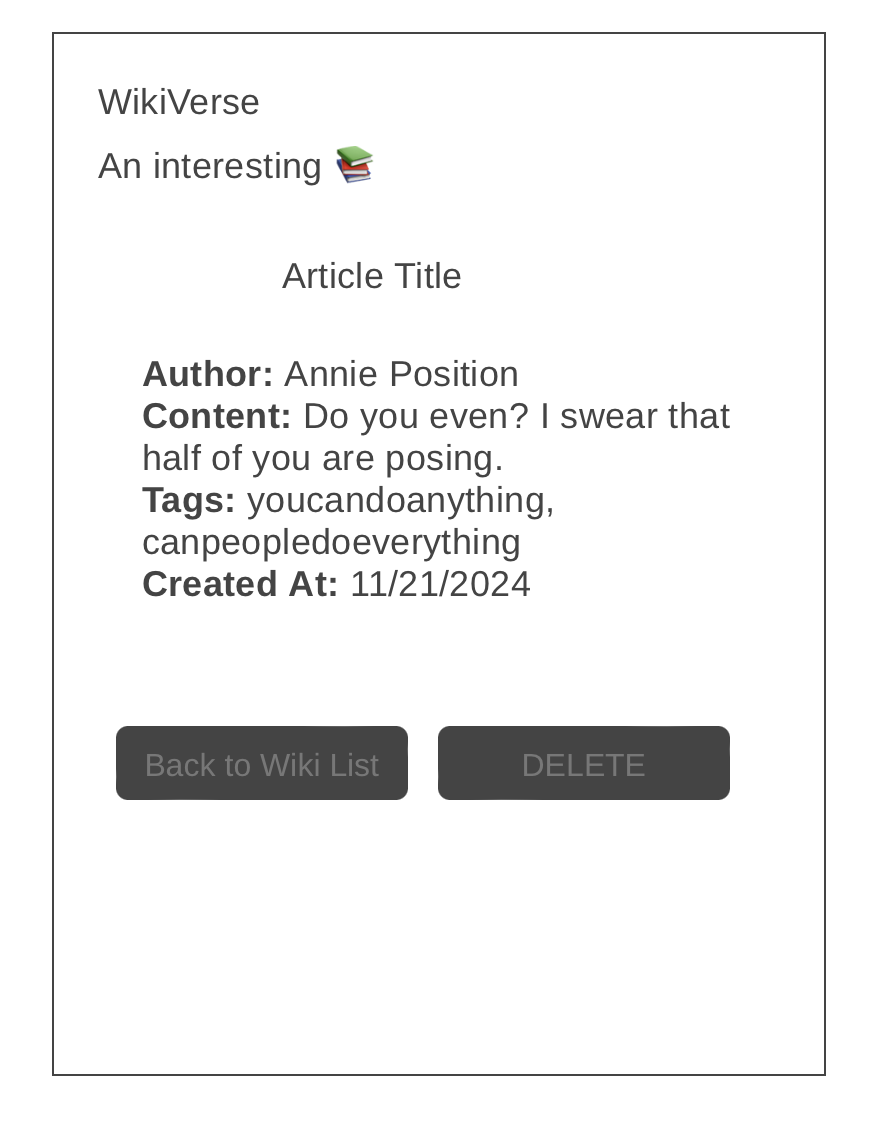 WikiVerse
An interesting 📚
Article Title
Author: Annie Position
Content: Do you even? I swear that
half of you are posing.
Tags: youcandoanything,
canpeopledoeverything
Created At: 11/21/2024
Back to Wiki List
DELETE